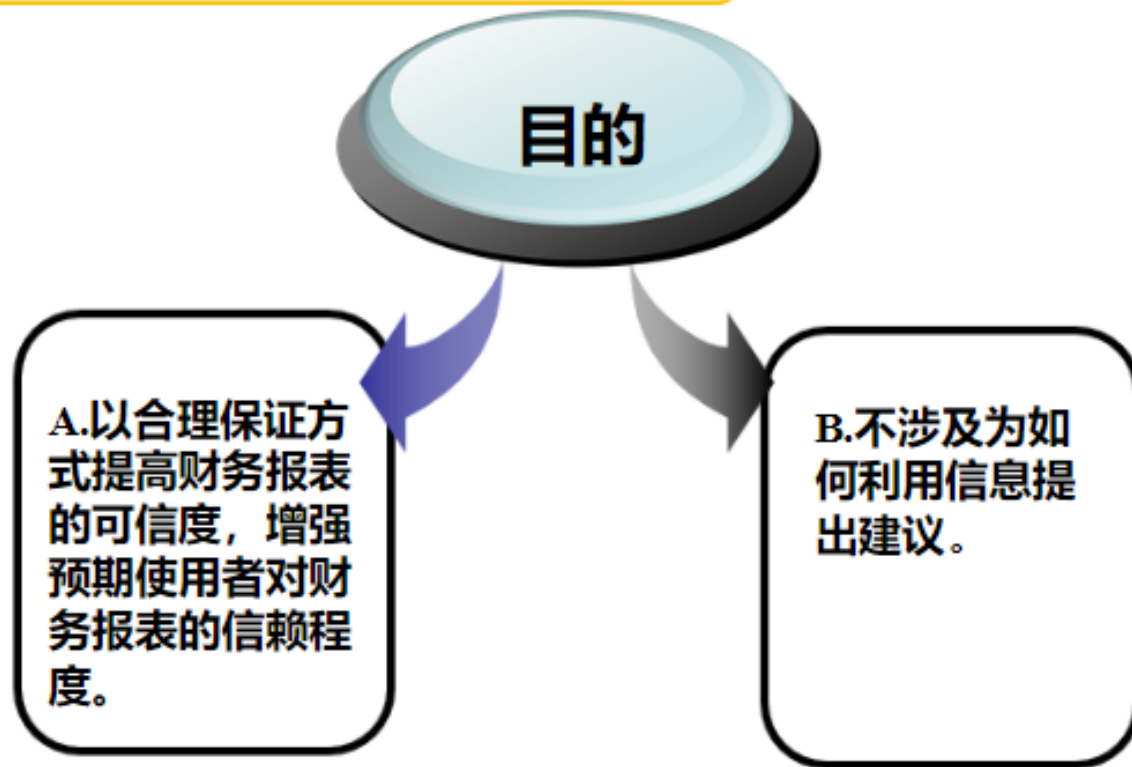 目的
A.以合理保证方
式提高财务报表
的可信度，增强
预期使用者对财
务报表的信赖程
度。
B.不涉及为如
何利用信息提
出建议。